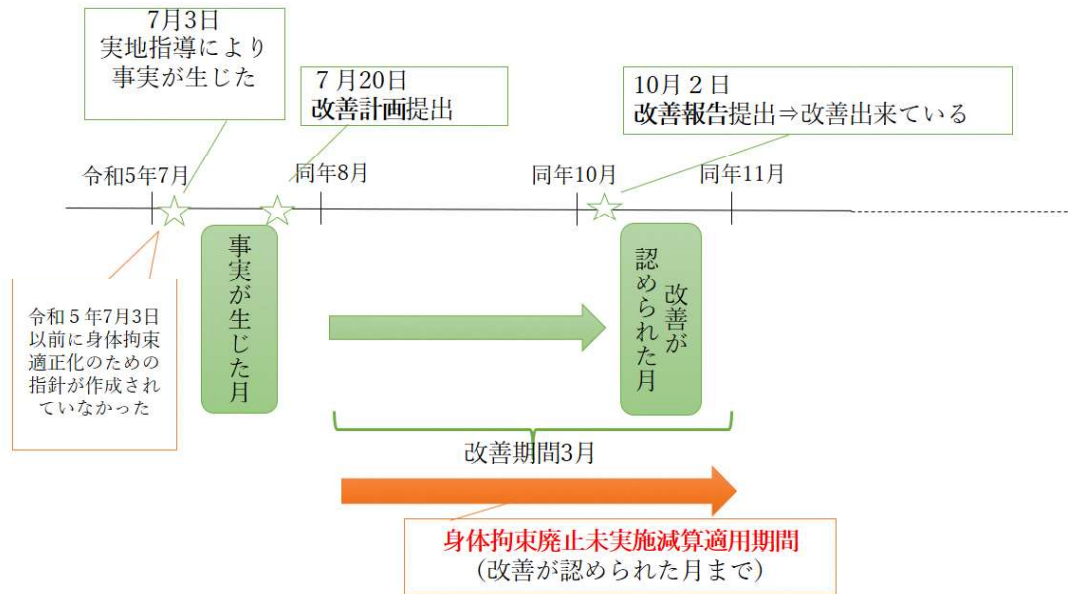 7月3日
実地指導により
事実が生じた
７月20日
改善計画提出
10月２日
改善報告提出⇒改善出来ている
令和5年7月
同年8月
同年10月
同年11月
事実が生じた月
改善が
認められた月
令和５年7月3日
以前に身体拘束
適正化のための
指針が作成され
ていなかった
改善期間3月
身体拘束廃止未実施減算適用期間
（改善が認められた月まで）